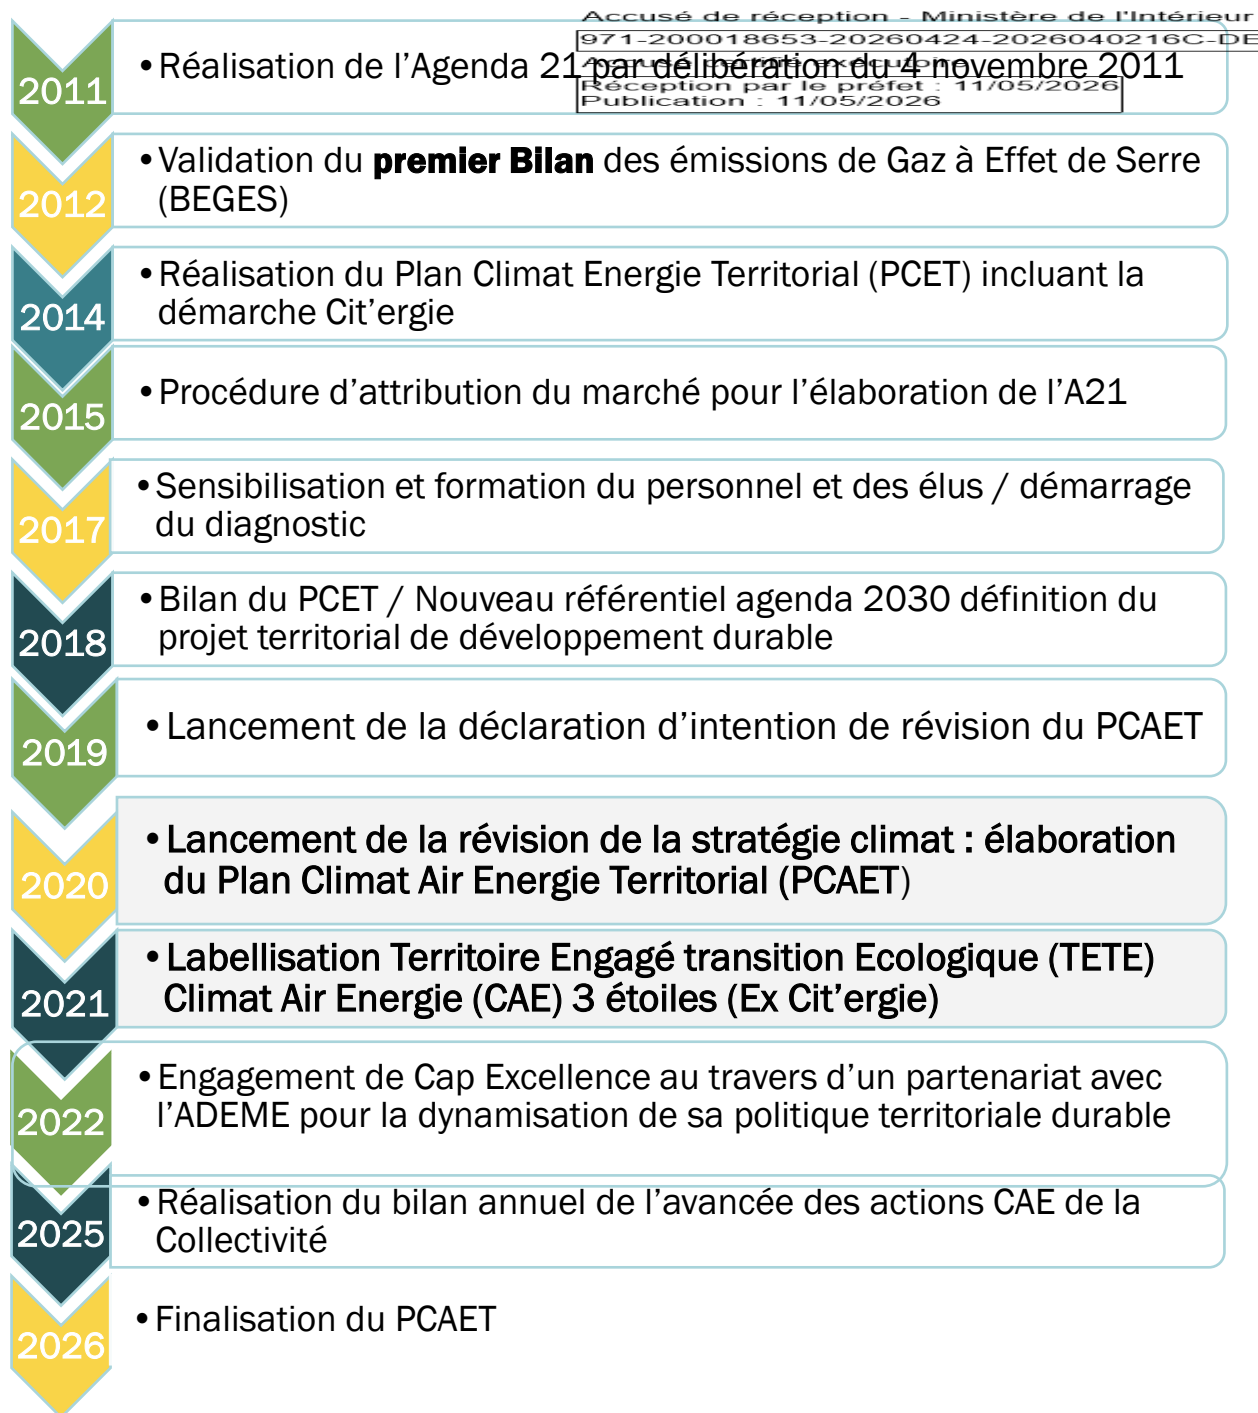 Accusé de réception - Ministère de l'Intérieur
971-200018653-20260424-2026040216C-DE
Accusé certifié exécutoire
Réception par le préfet : 11/05/2026
Publication : 11/05/2026
2011
•Réalisation de l’Agenda 21 par délibération du 4 novembre 2011
2012
•Validation du premier Bilan des émissions de Gaz à Effet de Serre
(BEGES)
2014
•Réalisation du Plan Climat Energie Territorial (PCET) incluant la
démarche Cit’ergie
2015
•Procédure d’attribution du marché pour l’élaboration de l’A21
2017
•Sensibilisation et formation du personnel et des élus / démarrage
du diagnostic
2018
•Bilan du PCET / Nouveau référentiel agenda 2030 définition du
projet territorial de développement durable
2019
•Lancement de la déclaration d’intention de révision du PCAET
2020
•Lancement de la révision de la stratégie climat : élaboration
du Plan Climat Air Energie Territorial (PCAET)
2021
•Labellisation Territoire Engagé transition Ecologique (TETE)
Climat Air Energie (CAE) 3 étoiles (Ex Cit’ergie)
2022
•Engagement de Cap Excellence au travers d’un partenariat avec
l’ADEME pour la dynamisation de sa politique territoriale durable
2025
•Réalisation du bilan annuel de l’avancée des actions CAE de la
Collectivité
2026
•Finalisation du PCAET